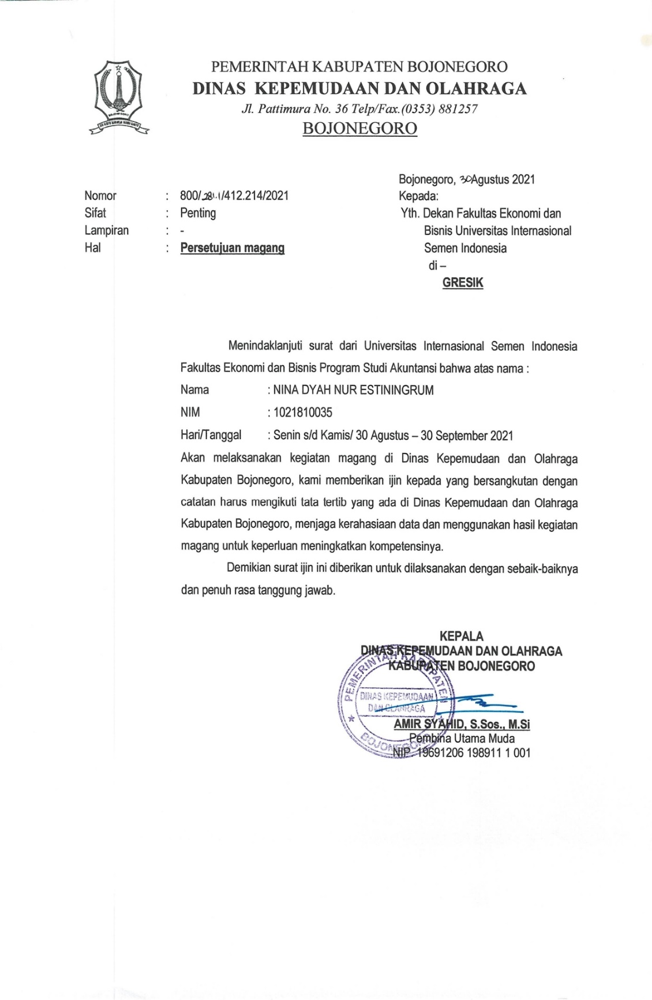 PEMERINTAH KABUPATEN BOJONEGORO
DINAS KEPEMUDAAN DAN OLAHRAGA
Jl. Pattimura No. 36 Telp/Fax.(0353) 881257
BOJONEGORO
BOJONEGORO
Bojonegoro, 30 Agustus 2021
Nomor : 800/ /412.214/2021
Kepada:
Sifat : Penting
Yth. Dekan Fakultas Ekonomi dan
Lampiran : -
Bisnis Universitas Internasional
Hal : Persetujuan magang
Semen Indonesia
di –
GRESIK
Menindaklanjuti surat dari Universitas Internasional Semen Indonesia
Fakultas Ekonomi dan Bisnis Program Studi Akuntansi bahwa atas nama :
Nama : NINA DYAH NUR ESTININGRUM
NIM : 1021810035
Hari/Tanggal : Senin s/d Kamis/ 30 Agustus – 30 September 2021
Akan melaksanakan kegiatan magang di Dinas Kepemudaan dan Olahraga
Kabupaten Bojonegoro, kami memberikan ijin kepada yang bersangkutan dengan
catatan harus mengikuti tata tertib yang ada di Dinas Kepemudaan dan Olahraga
Kabupaten Bojonegoro, menjaga kerahasiaan data dan menggunakan hasil kegiatan
magang untuk keperluan meningkatkan kompetensinya.
Demikian surat ijin ini diberikan untuk dilaksanakan dengan sebaik-baiknya
dan penuh rasa tanggung jawab.
KEPALA
DINAS KEPEMUDAAN DAN OLAHRAGA
KABUPATEN BOJONEGORO
PEMERINTAH KABUPATEN
DINAS KEPEMUDAAN
DAN OLAHRAGA
BOJONEGORO
AMIR SYAHID, S.Sos., M.Si
Pembina Utama Muda
NIP. 19691206 198911 1 001